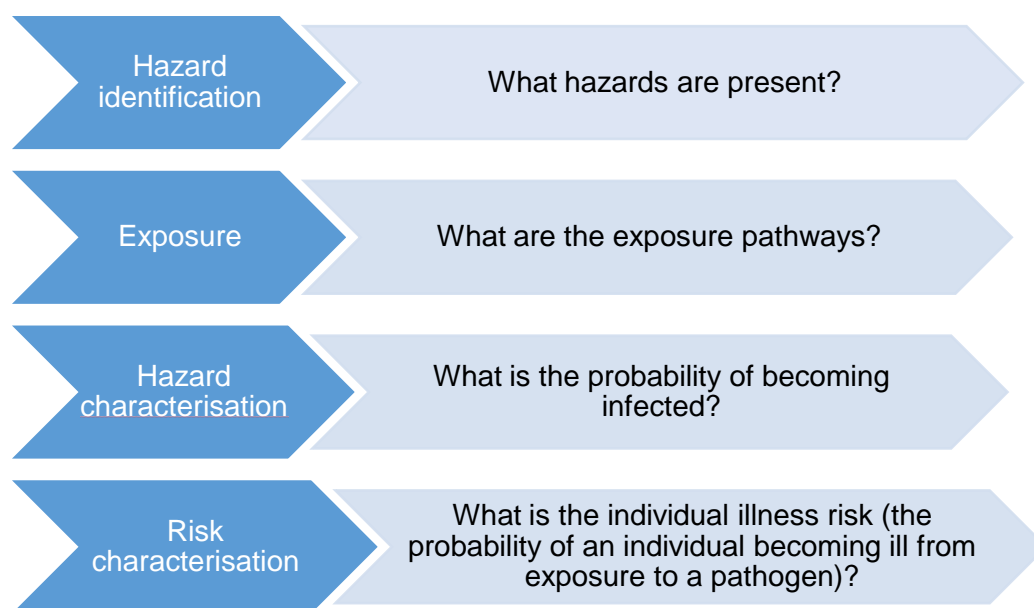 Hazard
identification
What hazards are present?
Exposure
What are the exposure pathways?
Hazard
characterisation
What is the probability of becoming
infected?
Risk
characterisation
What is the individual illness risk (the
probability of an individual becoming ill from
exposure to a pathogen)?